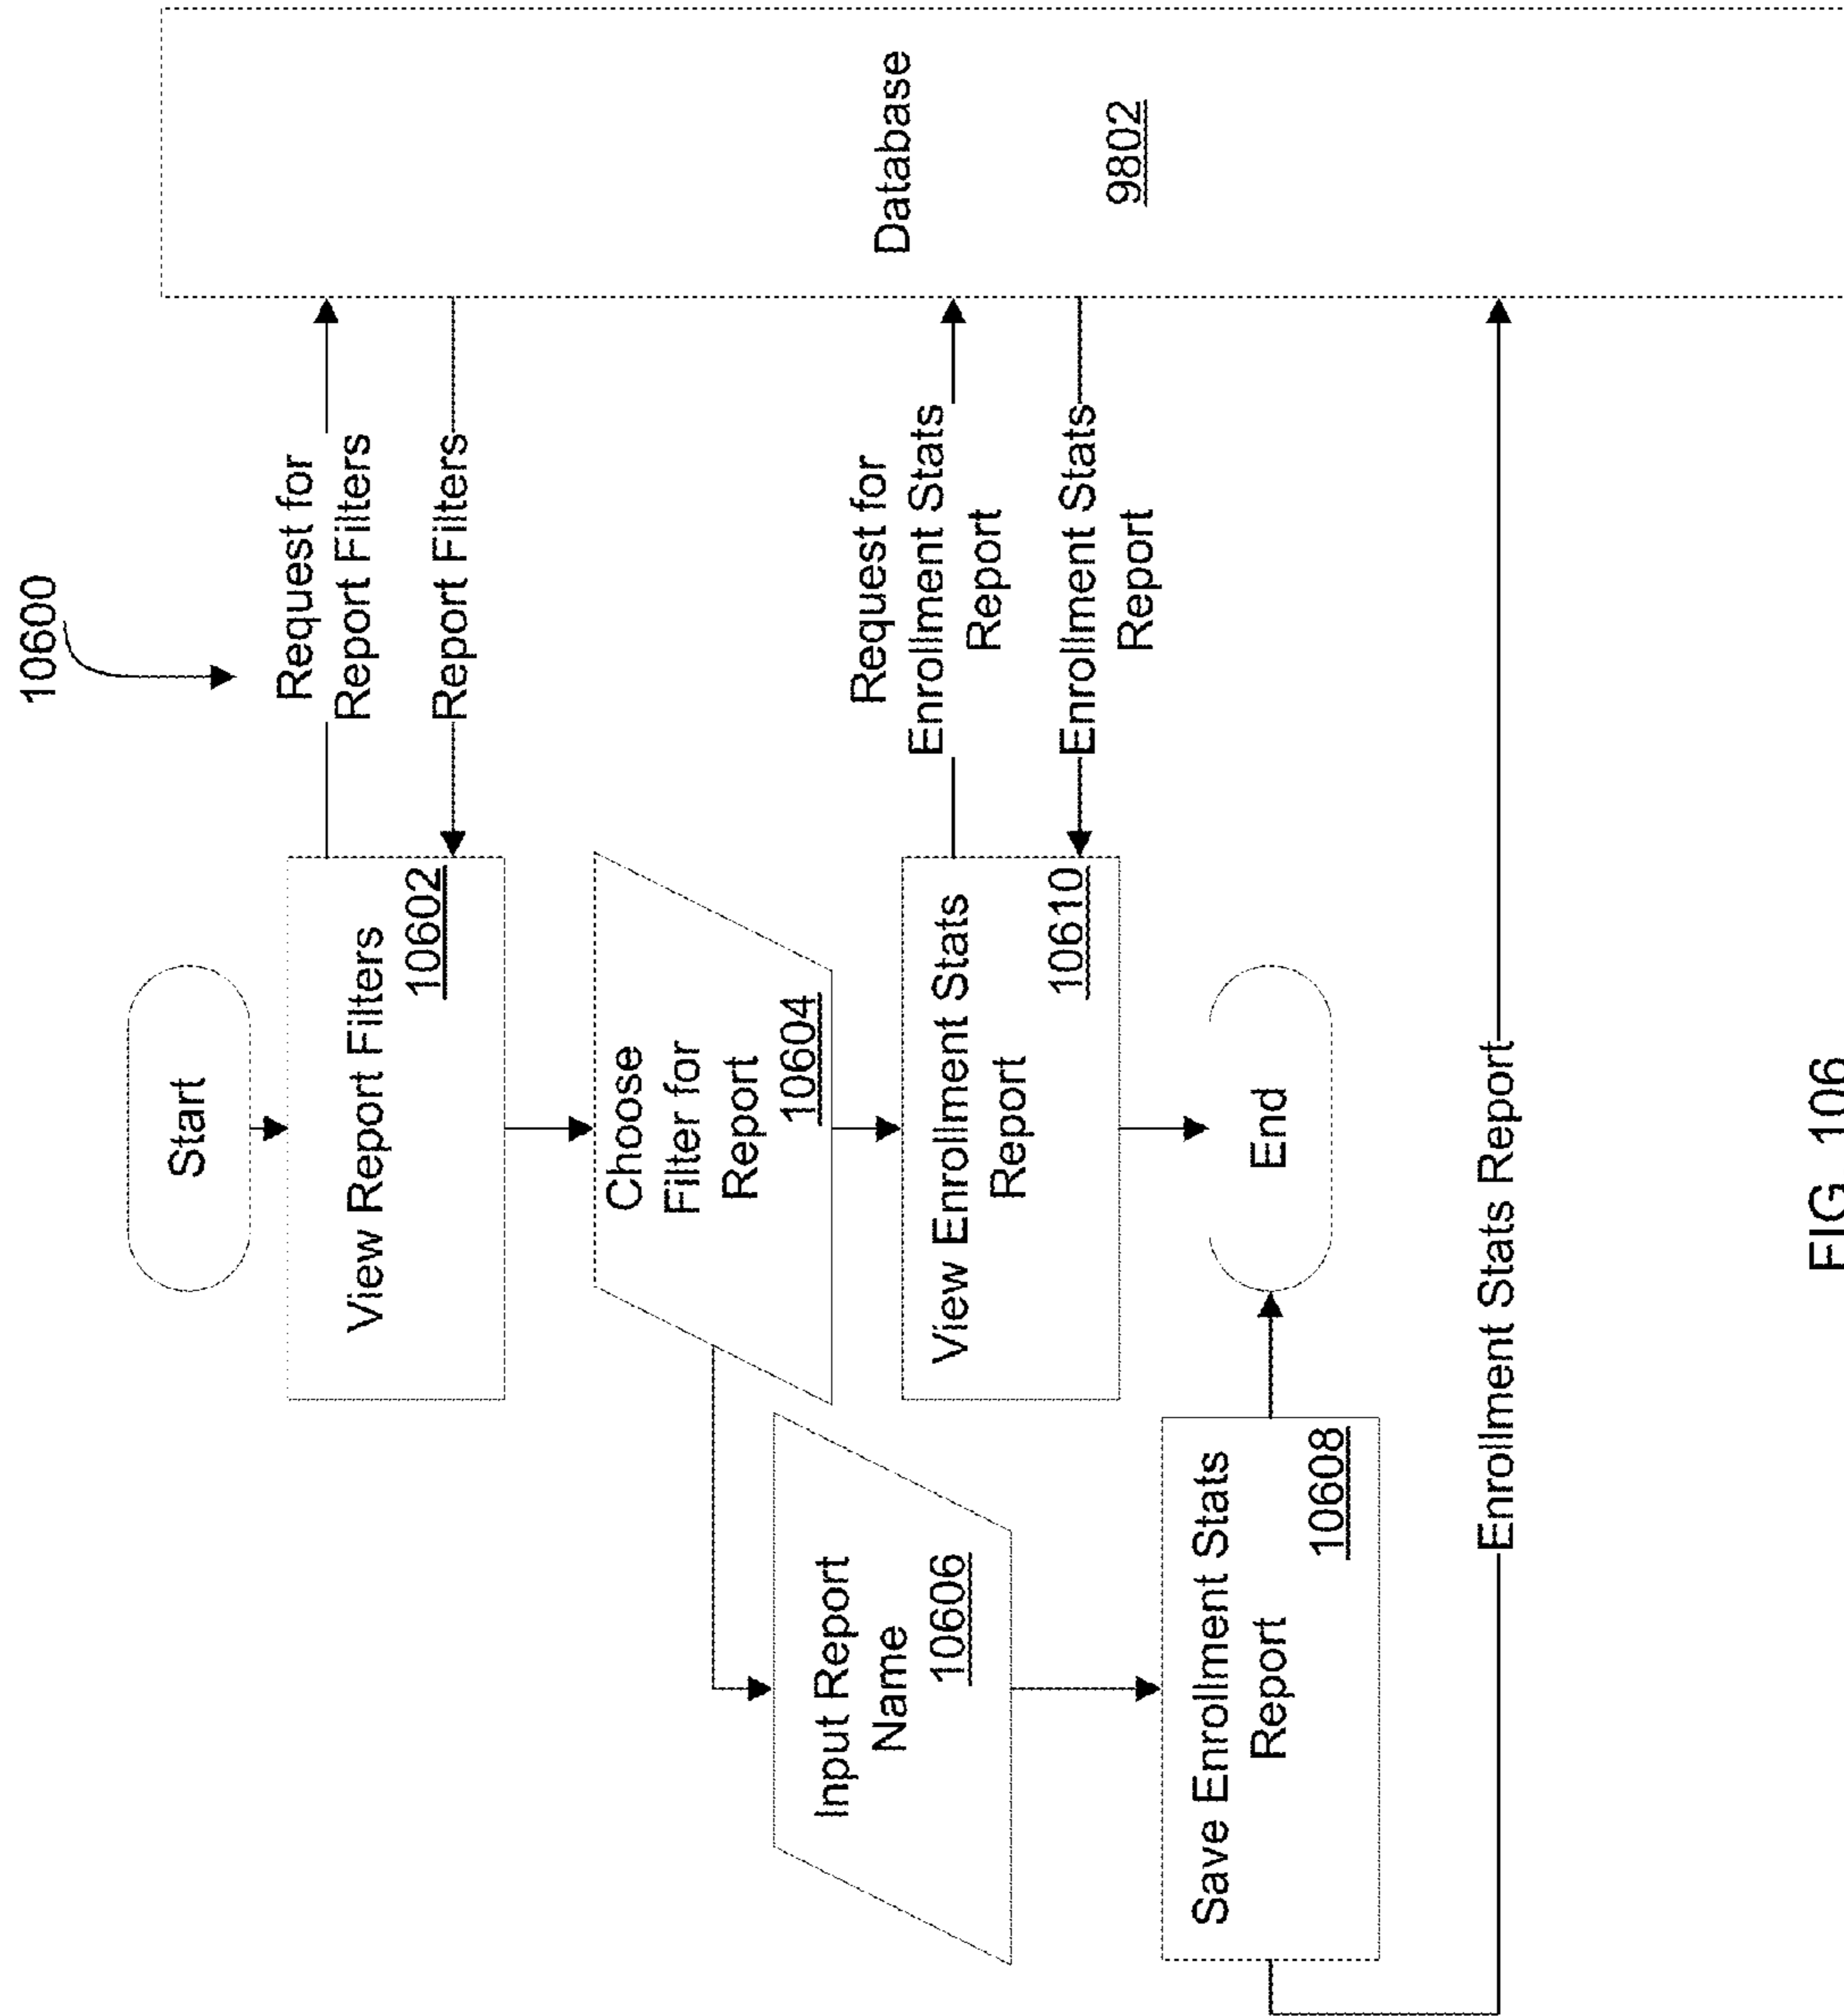 10600
Start
View Report Filters
10602
Request for
Report Filters
Report Filters
Choose
Filter for
Report
10604
Input Report
Name
10606
View Enrollment Stats
Report
10610
Request for
Enrollment Stats
Report
Enrollment Stats
Report
Save Enrollment Stats
Report
10608
End
Enrollment Stats Report
Database
9802
FIG. 106